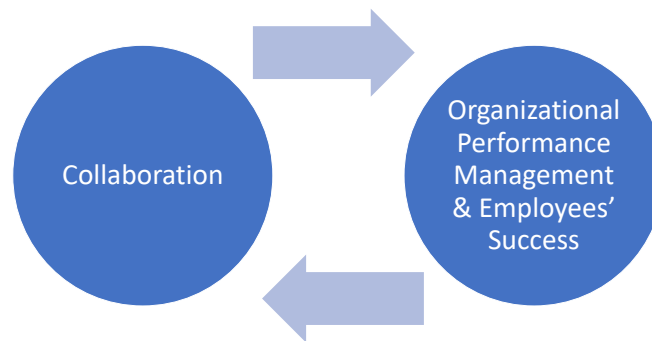 Collaboration
Organizational
Performance
Management
& Employees’
Success